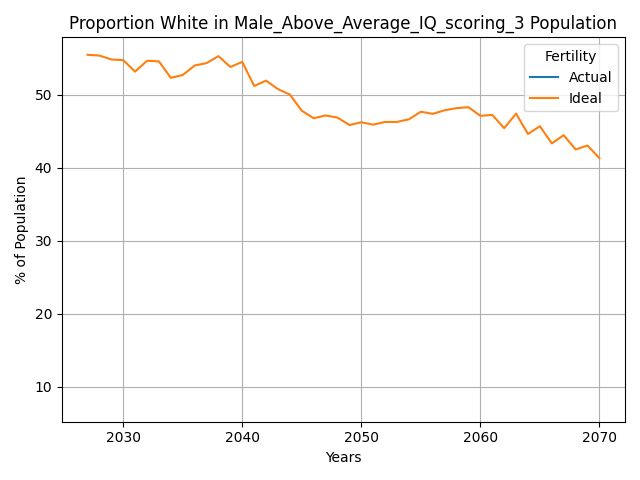 Proportion White in Male_Above_Average_IQ_scoring_3 Population
Fertility
Actual
Ideal
% of Population
50
40
30
20
10
2030 2040 2050 2060 2070
Years